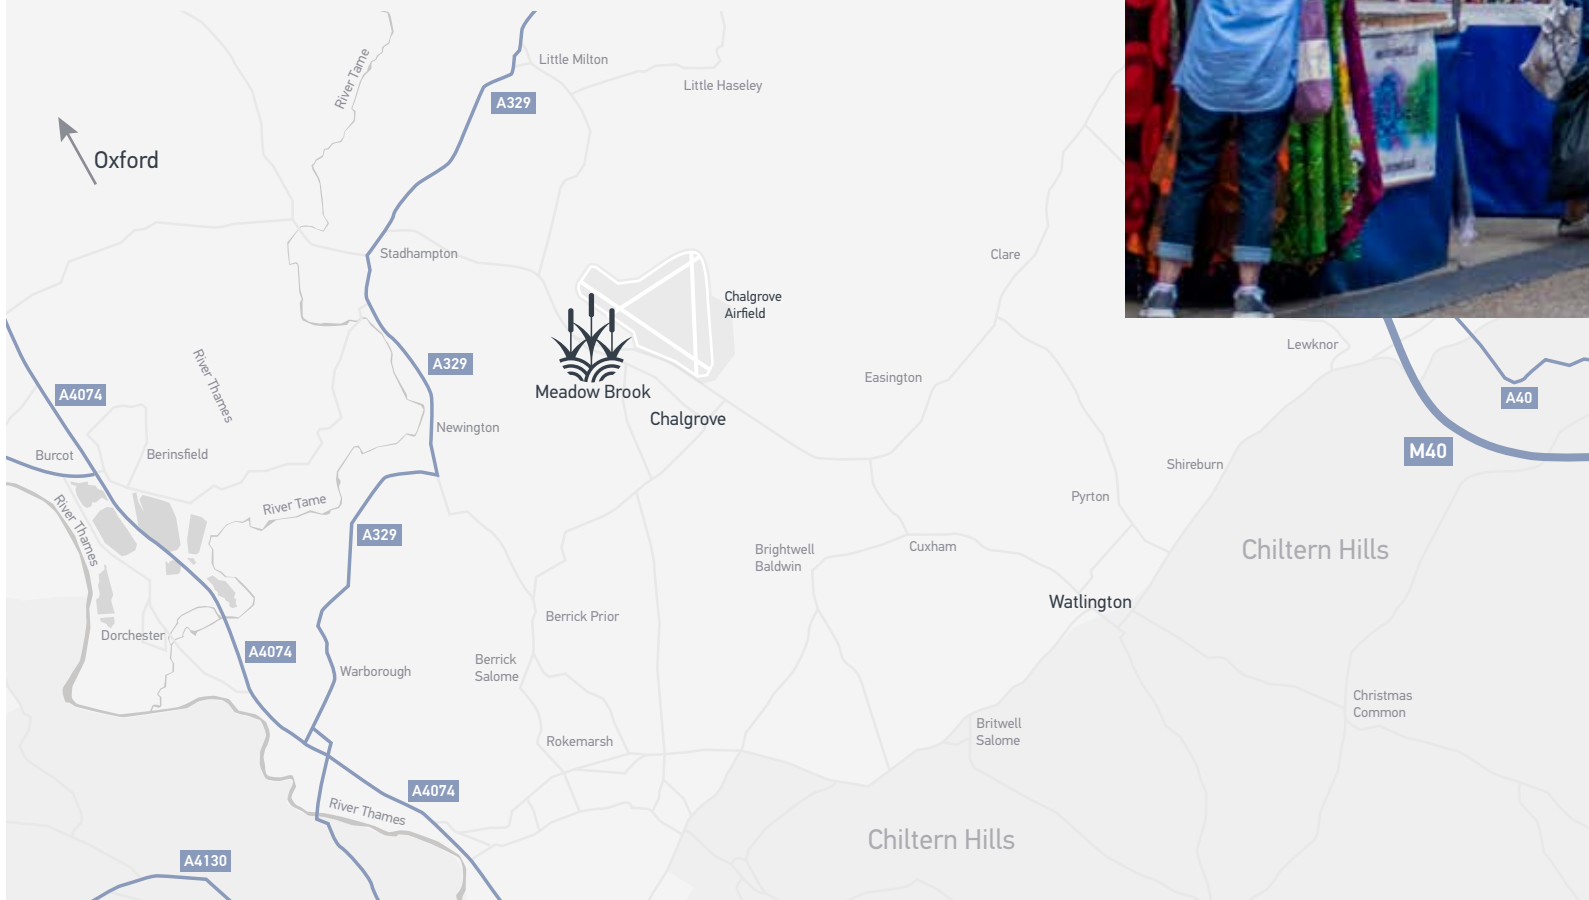 Little Milton
River Tame
Little Haseley
A329
Oxford
Stadhampton
Clare
Chalgrove
Airfield
Lewknor
A329
Easington
River Thames
A4074
Meadow Brook
A40
Chalgrove
Newington
M40
Burcot
Berinsfield
Shireburn
River Thames
River Tame
Pyrton
A329
Brightwell
Baldwin
Cuxham
Chiltern Hills
Watlington
Berrick Prior
Dorchester
A4074
Warborough
Berrick
Salome
Christmas
Common
Britwell
Salome
Rokemarsh
A4074
River Thames
Chiltern Hills
A4130